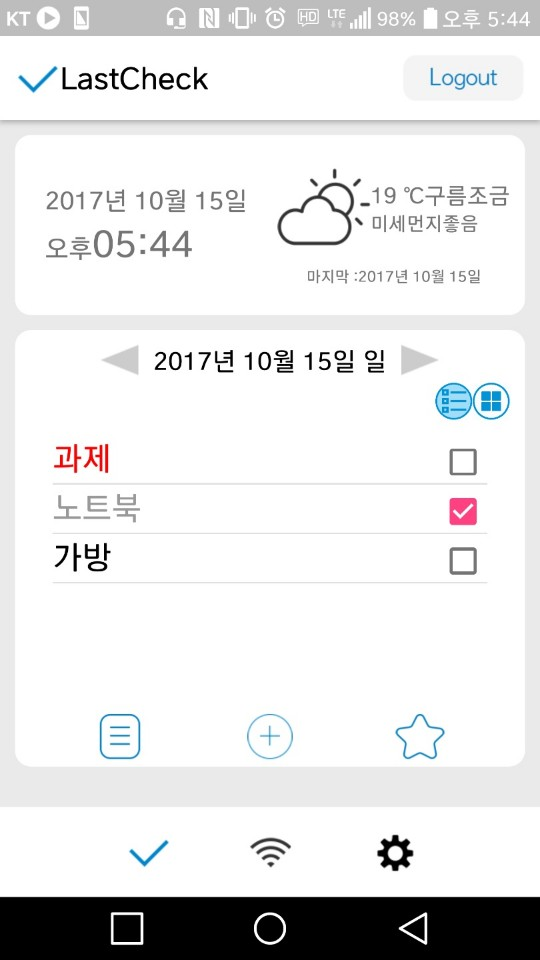 KT HD LTE 98% 오후 5:44
LastCheck
Logout
2017년 10월 15일
오후05:44
19 ℃구름조금
미세먼지좋음
마지막 :2017년 10월 15일
2017년 10월 15일 일
과제
노트북
가방